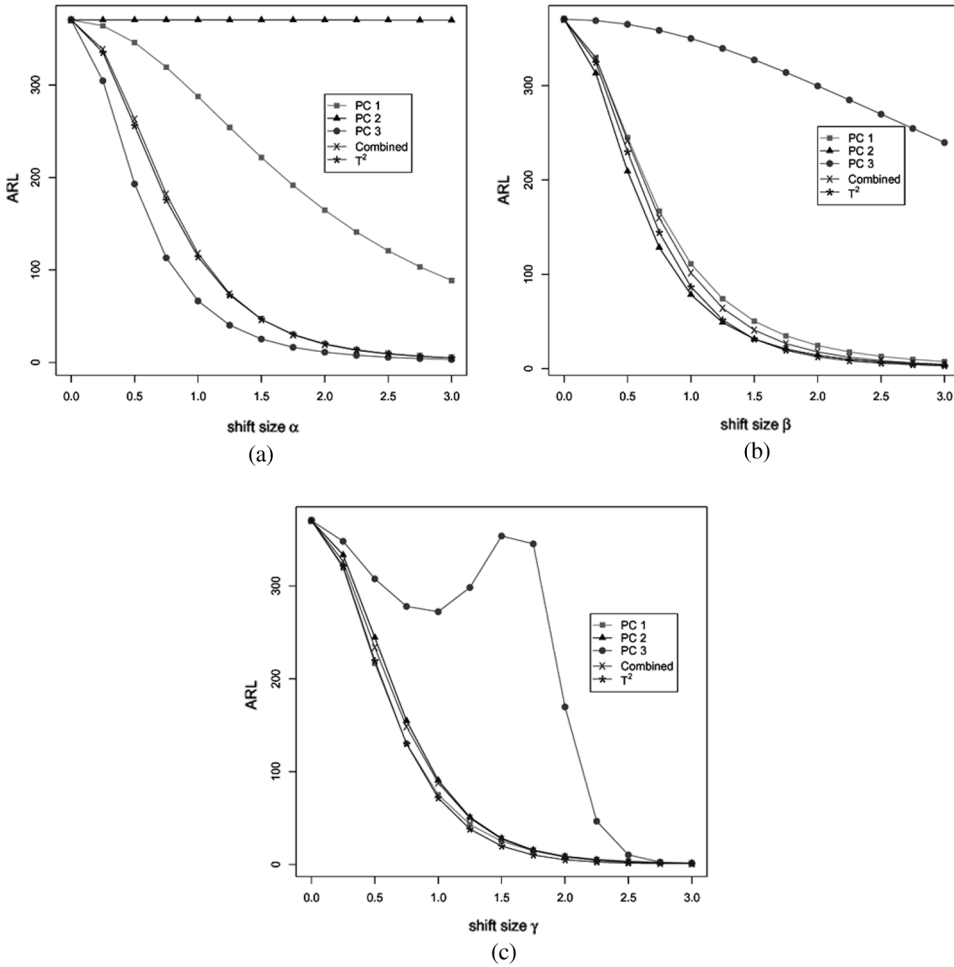 ARL
300
200
100
0
PC 1
PC 2
PC 3
Combined
T²
0.0 0.5 1.0 1.5 2.0 2.5 3.0
shift size α
(a)
ARL
300
200
100
0
PC 1
PC 2
PC 3
Combined
T²
0.0 0.5 1.0 1.5 2.0 2.5 3.0
shift size β
(b)
ARL
300
200
100
0
PC 1
PC 2
PC 3
Combined
T²
0.0 0.5 1.0 1.5 2.0 2.5 3.0
shift size γ
(c)